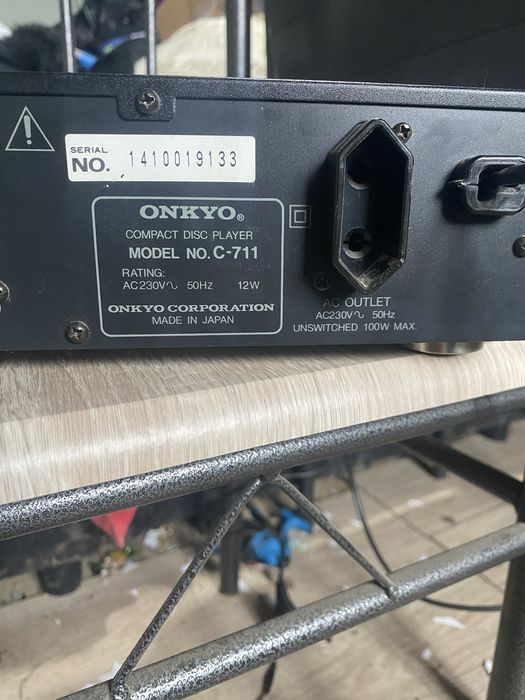 SERIAL
NO. 1410019133
ONKYO®
COMPACT DISC PLAYER
MODEL NO. C-711
RATING:
AC230V∿ 50Hz 12W
ONKYO CORPORATION
MADE IN JAPAN
AC OUTLET
AC230V∿ 50Hz
UNSWITCHED 100W MAX.